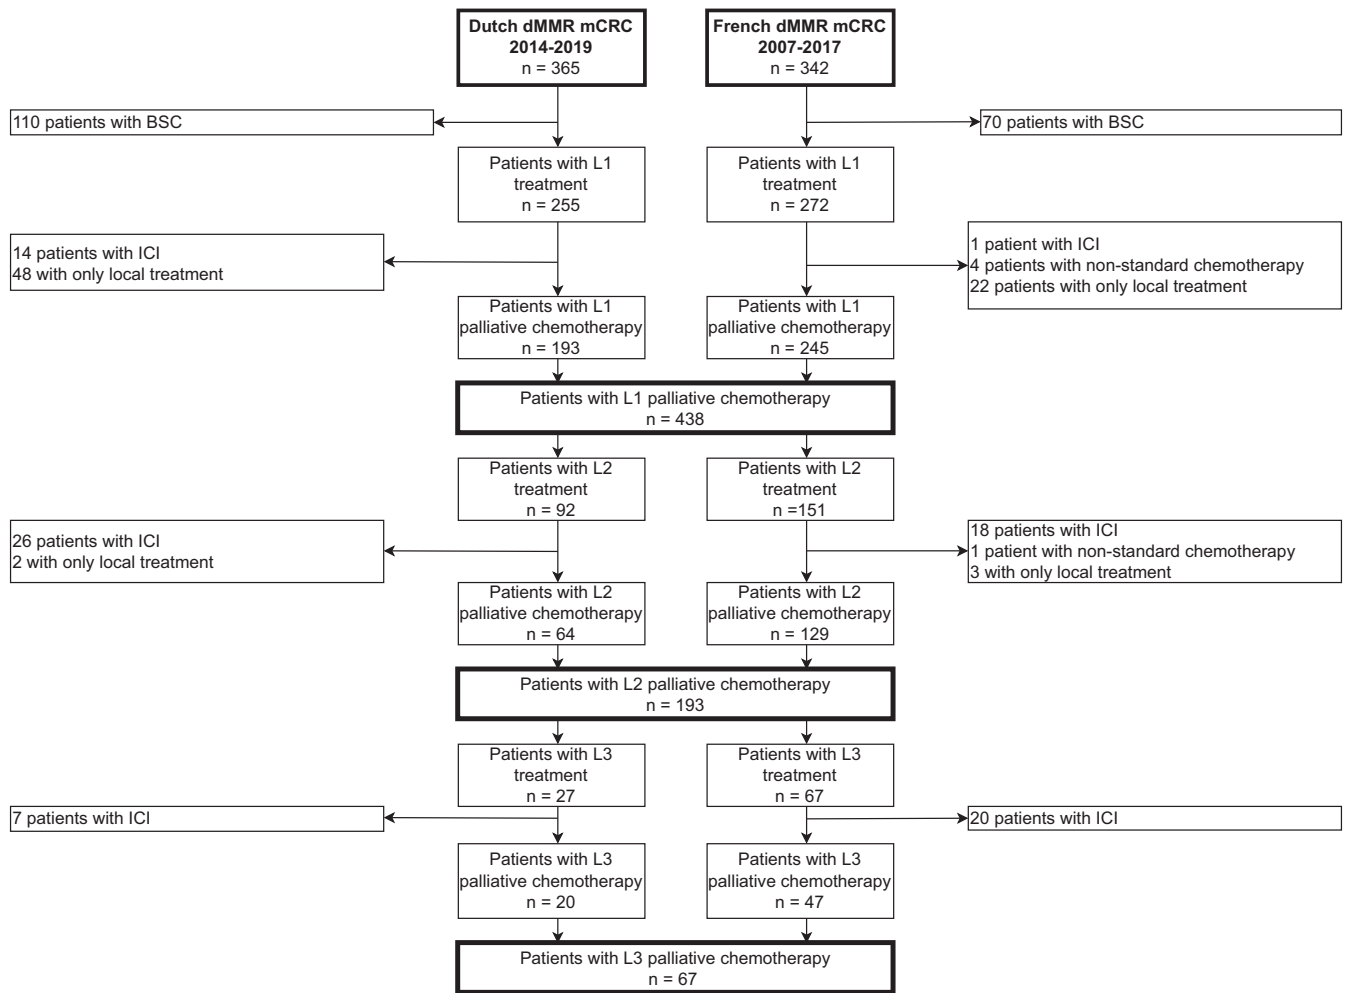 Dutch dMMR mCRC
2014-2019
n = 365
French dMMR mCRC
2007-2017
n = 342
110 patients with BSC
70 patients with BSC
Patients with L1
treatment
n = 255
Patients with L1
treatment
n = 272
14 patients with ICI
48 with only local treatment
1 patient with ICI
4 patients with non-standard chemotherapy
22 patients with only local treatment
Patients with L1
palliative chemotherapy
n = 193
Patients with L1
palliative chemotherapy
n = 245
Patients with L1 palliative chemotherapy
n = 438
Patients with L2
treatment
n = 92
Patients with L2
treatment
n =151
26 patients with ICI
2 with only local treatment
18 patients with ICI
1 patient with non-standard chemotherapy
3 with only local treatment
Patients with L2
palliative chemotherapy
n = 64
Patients with L2
palliative chemotherapy
n = 129
Patients with L2 palliative chemotherapy
n = 193
Patients with L3
treatment
n = 27
Patients with L3
treatment
n = 67
7 patients with ICI
20 patients with ICI
Patients with L3
palliative chemotherapy
n = 20
Patients with L3
palliative chemotherapy
n = 47
Patients with L3 palliative chemotherapy
n = 67